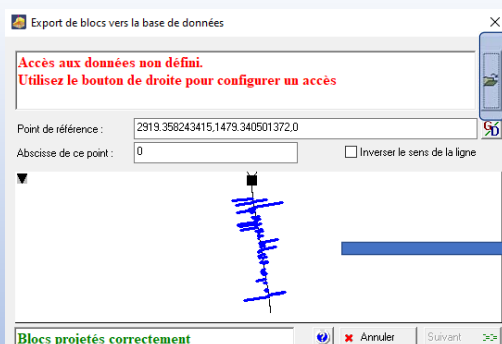 Export de blocs vers la base de données
Accès aux données non défini.
Utilisez le bouton de droite pour configurer un accès
Point de référence : 2919.358243415,1479.340501372,0
G/D
Abscisse de ce point : 0 Inverser le sens de la ligne
Blocs projetés correctement Annuler Suivant >>